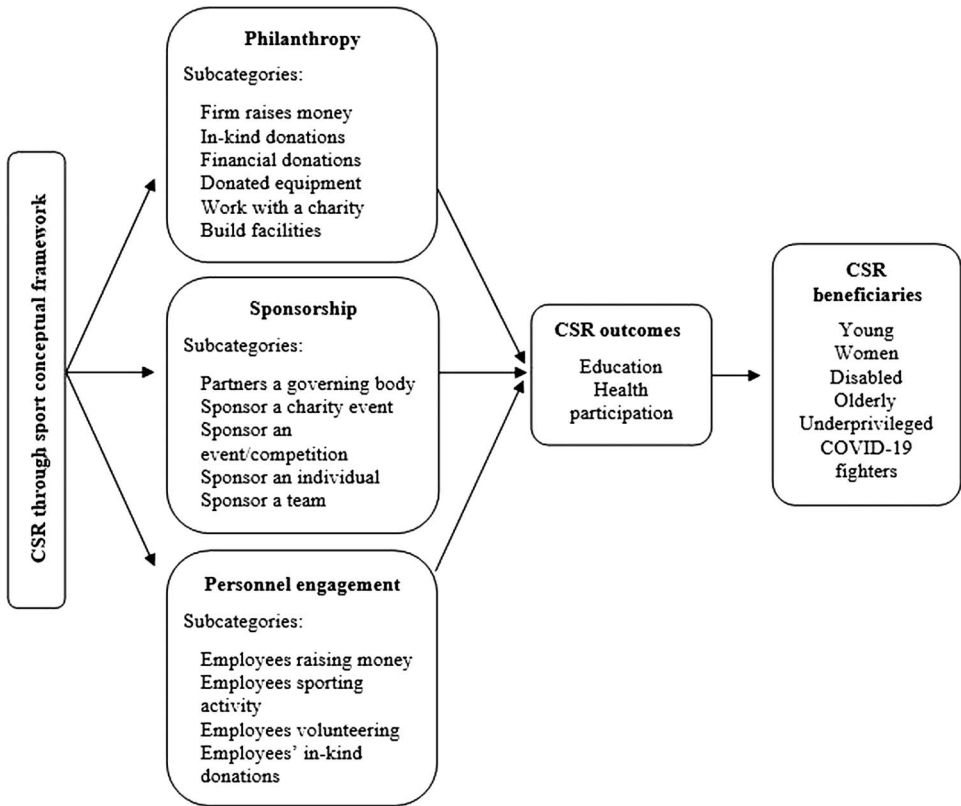 CSR through sport conceptual framework
Philanthropy
Subcategories:
Firm raises money
In-kind donations
Financial donations
Donated equipment
Work with a charity
Build facilities
Sponsorship
Subcategories:
Partners a governing body
Sponsor a charity event
Sponsor an
event/competition
Sponsor an individual
Sponsor a team
Personnel engagement
Subcategories:
Employees raising money
Employees sporting
activity
Employees volunteering
Employees’ in-kind
donations
CSR outcomes
Education
Health
participation
CSR
beneficiaries
Young
Women
Disabled
Olderly
Underprivileged
COVID-19
fighters